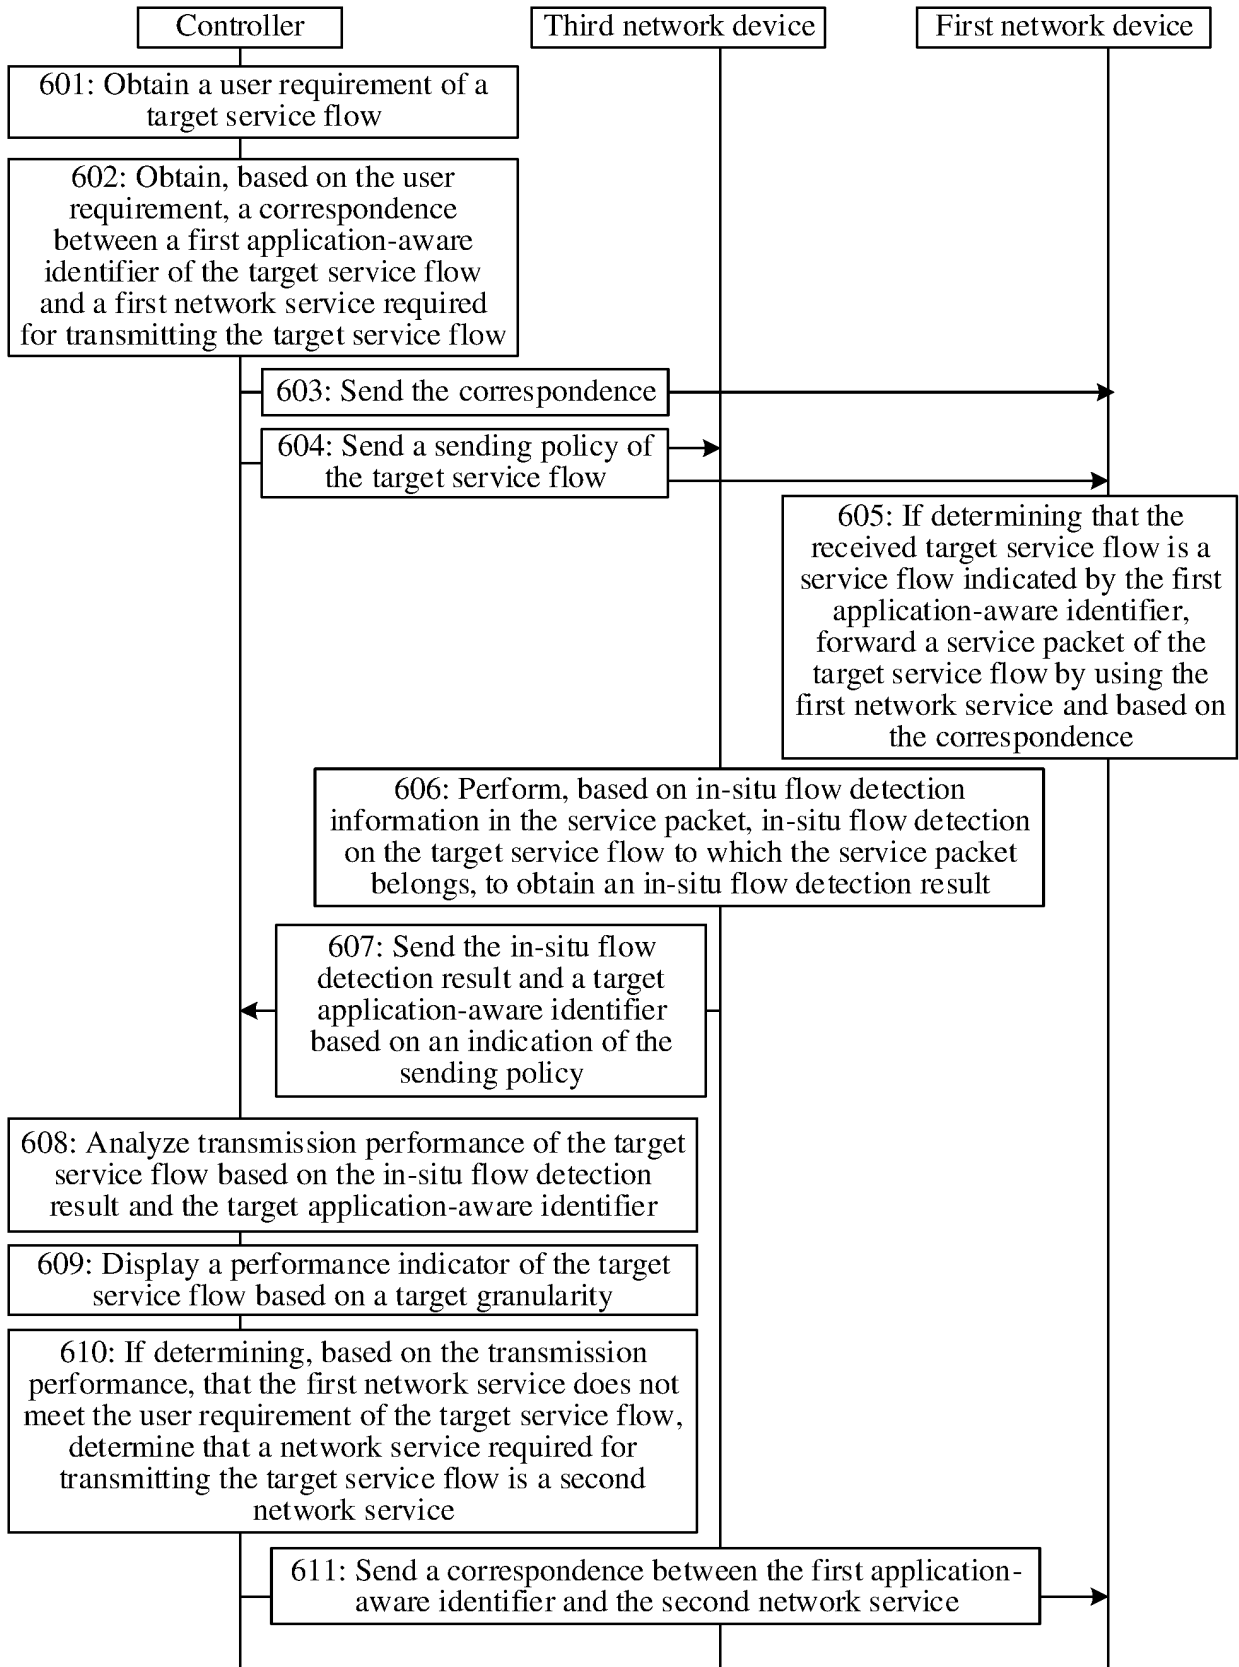 Controller
Third network device
First network device
601: Obtain a user requirement of a
target service flow
602: Obtain, based on the user
requirement, a correspondence
between a first application-aware
identifier of the target service flow
and a first network service required
for transmitting the target service flow
603: Send the correspondence
604: Send a sending policy of
the target service flow
605: If determining that the
received target service flow is a
service flow indicated by the first
application-aware identifier,
forward a service packet of the
target service flow by using the
first network service and based on
the correspondence
606: Perform, based on in-situ flow detection
information in the service packet, in-situ flow detection
on the target service flow to which the service packet
belongs, to obtain an in-situ flow detection result
607: Send the in-situ flow
detection result and a target
application-aware identifier
based on an indication of the
sending policy
608: Analyze transmission performance of the target
service flow based on the in-situ flow detection
result and the target application-aware identifier
609: Display a performance indicator of the target
service flow based on a target granularity
610: If determining, based on the transmission
performance, that the first network service does not
meet the user requirement of the target service flow,
determine that a network service required for
transmitting the target service flow is a second
network service
611: Send a correspondence between the first application-
aware identifier and the second network service